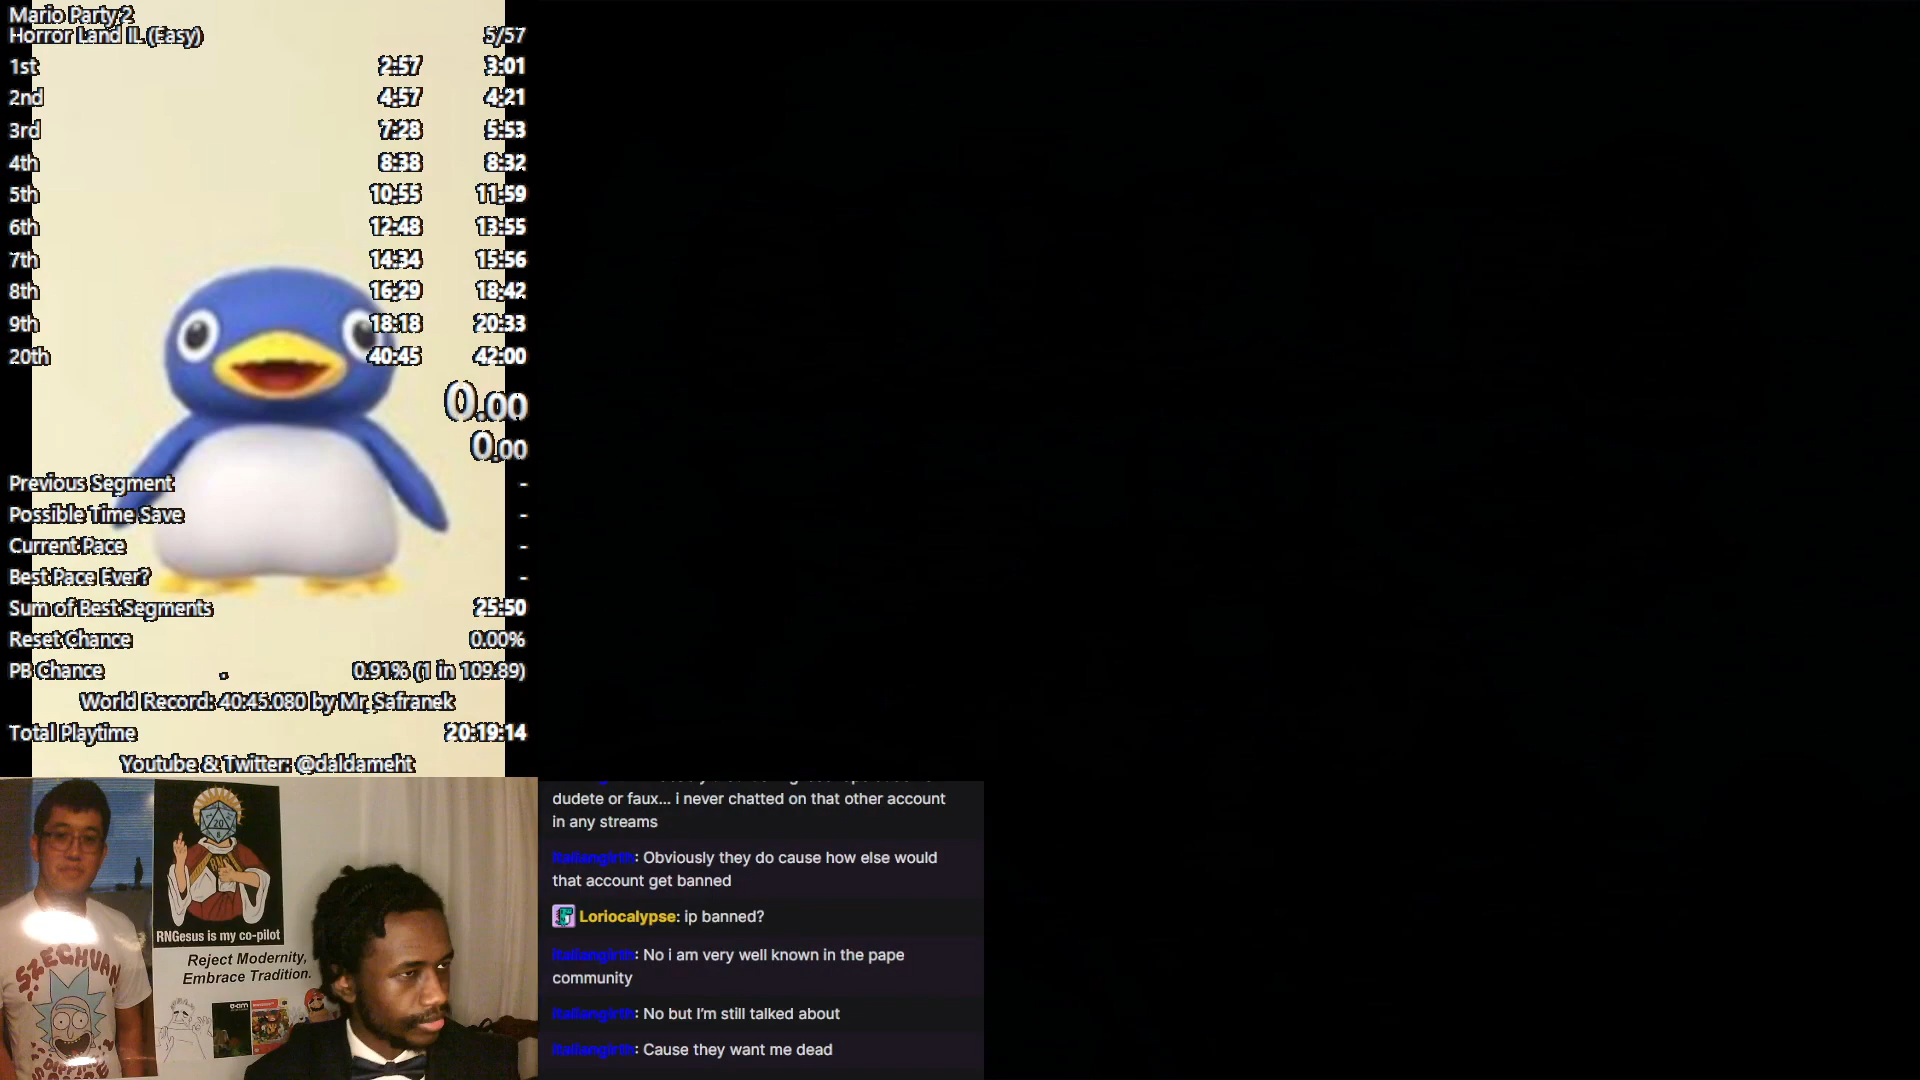 Mario Party 2
Horror Land IL (Easy) 5/57
1st 2:57 3:01
2nd 4:57 4:21
3rd 7:28 5:53
4th 8:38 8:32
5th 10:55 11:59
6th 12:48 13:55
7th 14:34 15:56
8th 16:29 18:42
9th 18:18 20:33
20th 40:45 42:00
0.00
0.00
Previous Segment -
Possible Time Save -
Current Pace -
Best Pace Ever? -
Sum of Best Segments 25:50
Reset Chance 0.00%
PB Chance 0.91% (1 in 109.89)
World Record: 40:45.080 by Mr. Safranek
Total Playtime 20:19:14
Youtube & Twitter: @daldameht
20
RNGesus is my co-pilot
Reject Modernity,
Embrace Tradition.
SZECHUAN
dudete or faux... i never chatted on that other account
in any streams
italiangirth: Obviously they do cause how else would
that account get banned
Loriocalypse: ip banned?
italiangirth: No i am very well known in the pape
community
italiangirth: No but I'm still talked about
italiangirth: Cause they want me dead